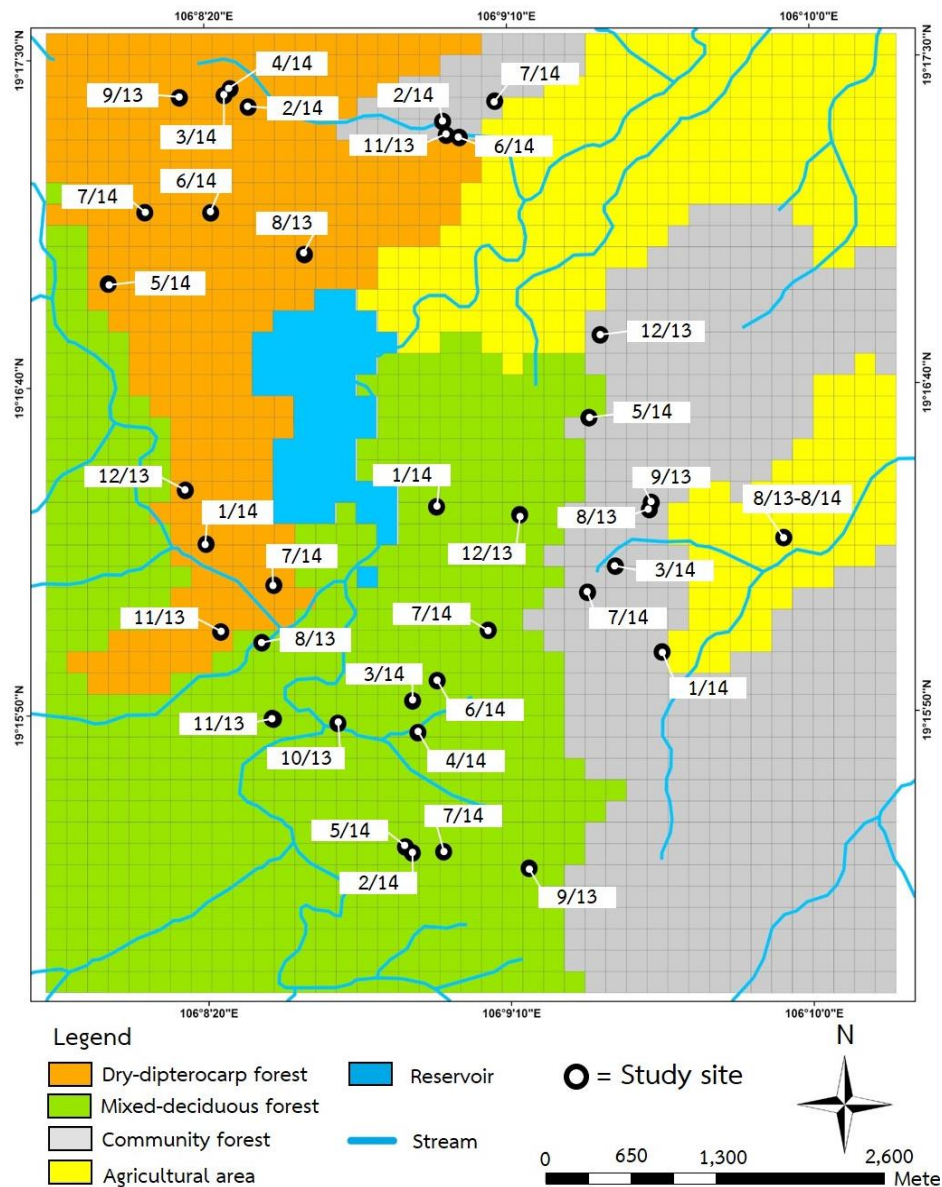 106°8'20"E 106°9'10"E 106°10'0"E
19°17'30"N 19°17'30"N
4/14
7/14
9/13
2/14
2/14
3/14
11/13
6/14
6/14
7/14
8/13
5/14
12/13
19°16'40"N 19°16'40"N
5/14
12/13
1/14
9/13
8/13-8/14
1/14
8/13
12/13
7/14
3/14
11/13
8/13
7/14
7/14
3/14
1/14
6/14
19°15'50"N 19°15'50"N
11/13
10/13
4/14
5/14
7/14
2/14
9/13
106°8'20"E 106°9'10"E 106°10'0"E
Legend
Dry-dipterocarp forest
Mixed-deciduous forest
Community forest
Agricultural area
Reservoir
Stream
= Study site
N
0 650 1,300 2,600
Mete